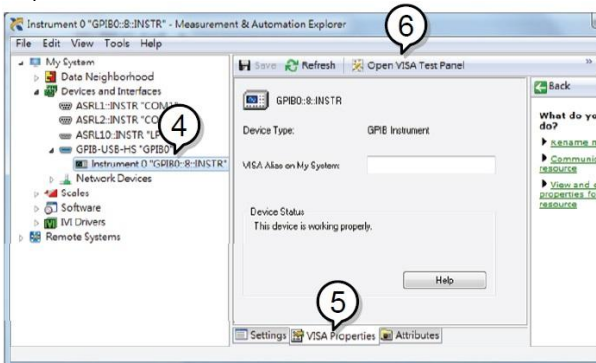 Instrument 0 "GPIB0::8::INSTR" - Measurement & Automation Explorer
File Edit View Tools Help
6
My System
Data Neighborhood
Devices and Interfaces
ASRL1::INSTR "COM1"
ASRL2::INSTR "CO
ASRL10::INSTR "LP
4
GPIB-USB-HS "GPIB0"
Instrument 0 "GPIB0::8::INSTR"
Network Devices
Scales
Software
IVI Drivers
Remote Systems
Save Refresh Open VISA Test Panel
GPIB0::8::INSTR
Device Type: GPIB Instrument
VISA Alias on My System:
Device Status
This device is working properly.
Help
5
Settings VISA Properties Attributes
»
Back
What do yo
do?
Rename
Communi
resource
View and
properties fo
resource